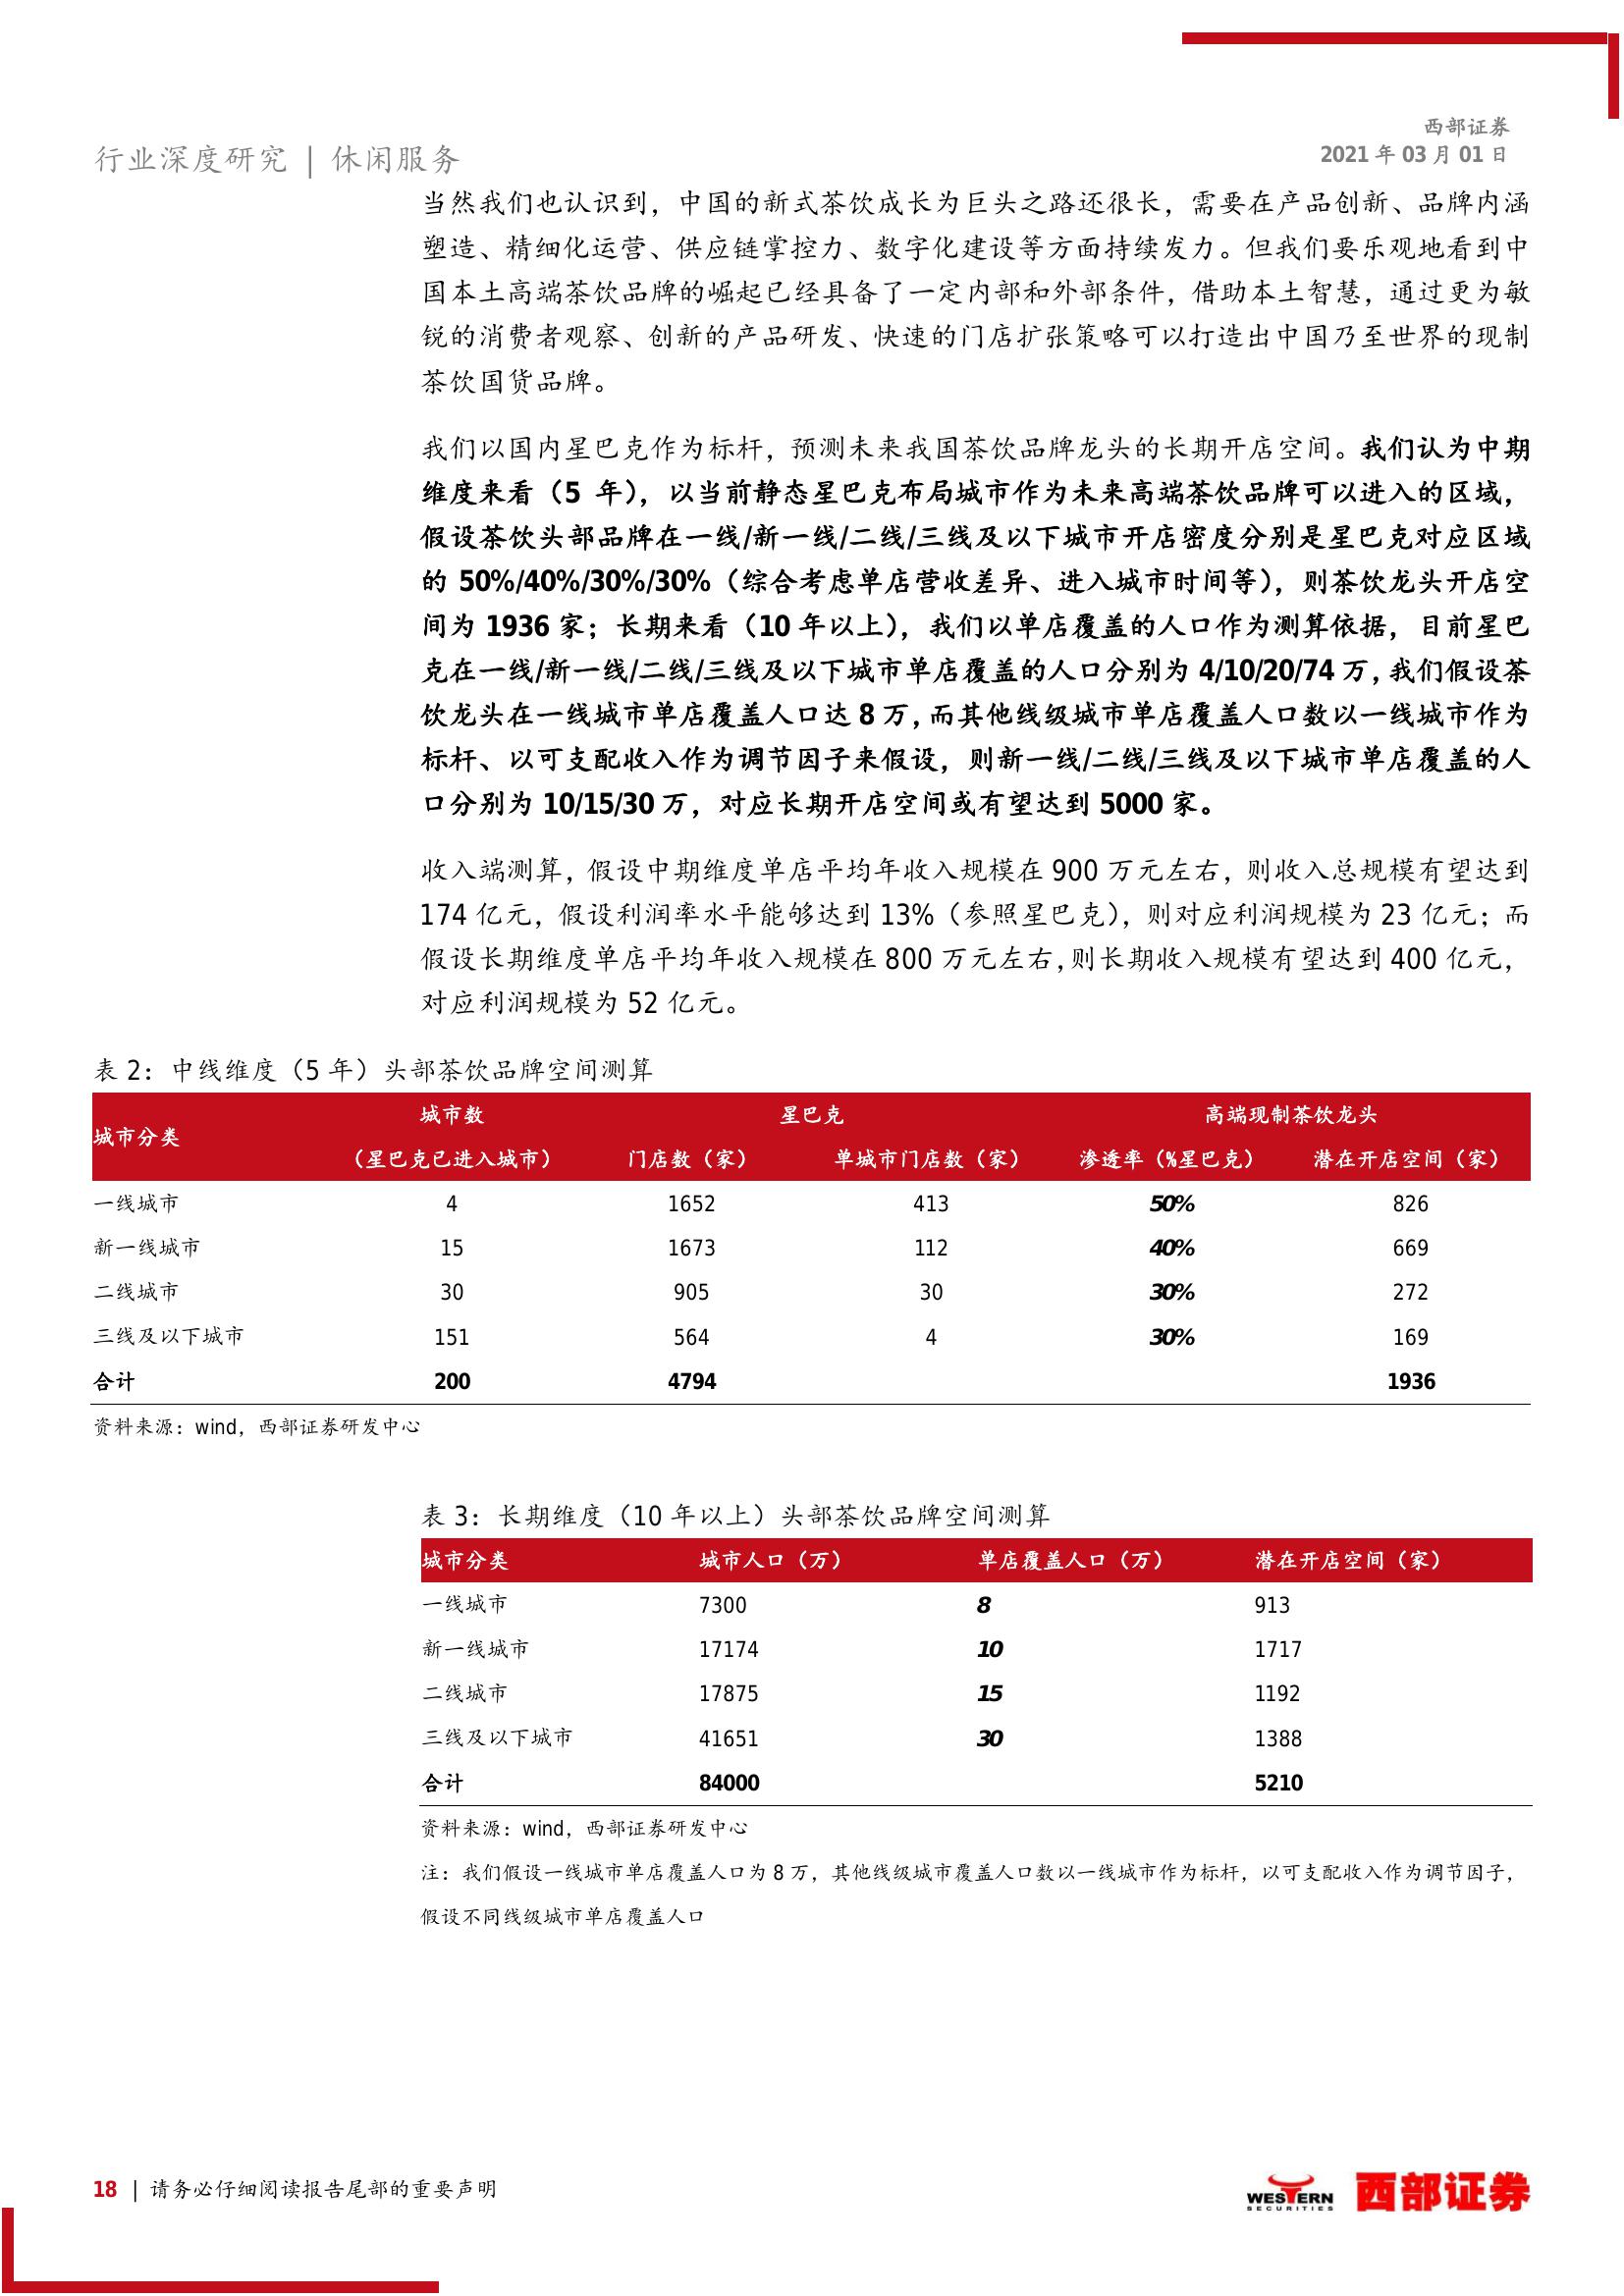 西部证券
2021 年 03 月 01 日
行业深度研究 | 休闲服务
当然我们也认识到，中国的新式茶饮成长为巨头之路还很长，需要在产品创新、品牌内涵
塑造、精细化运营、供应链掌控力、数字化建设等方面持续发力。但我们要乐观地看到中
国本土高端茶饮品牌的崛起已经具备了一定内部和外部条件，借助本土智慧，通过更为敏
锐的消费者观察、创新的产品研发、快速的门店扩张策略可以打造出中国乃至世界的现制
茶饮国货品牌。
我们以国内星巴克作为标杆，预测未来我国茶饮品牌龙头的长期开店空间。我们认为中期
维度来看（5 年），以当前静态星巴克布局城市作为未来高端茶饮品牌可以进入的区域，
假设茶饮头部品牌在一线/新一线/二线/三线及以下城市开店密度分别是星巴克对应区域
的 50%/40%/30%/30%（综合考虑单店营收差异、进入城市时间等），则茶饮龙头开店空
间为 1936 家；长期来看（10 年以上），我们以单店覆盖的人口作为测算依据，目前星巴
克在一线/新一线/二线/三线及以下城市单店覆盖的人口分别为 4/10/20/74 万，我们假设茶
饮龙头在一线城市单店覆盖人口达 8 万，而其他线级城市单店覆盖人口数以一线城市作为
标杆、以可支配收入作为调节因子来假设，则新一线/二线/三线及以下城市单店覆盖的人
口分别为 10/15/30 万，对应长期开店空间或有望达到 5000 家。
收入端测算，假设中期维度单店平均年收入规模在 900 万元左右，则收入总规模有望达到
174 亿元，假设利润率水平能够达到 13%（参照星巴克），则对应利润规模为 23 亿元；而
假设长期维度单店平均年收入规模在 800 万元左右，则长期收入规模有望达到 400 亿元，
对应利润规模为 52 亿元。
表 2：中线维度（5 年）头部茶饮品牌空间测算
城市分类 城市数 星巴克 高端现制茶饮龙头
（星巴克已进入城市） 门店数（家） 单城市门店数（家） 渗透率（%星巴克） 潜在开店空间（家）
一线城市 4 1652 413 50% 826
新一线城市 15 1673 112 40% 669
二线城市 30 905 30 30% 272
三线及以下城市 151 564 4 30% 169
合计 200 4794 1936
资料来源：wind，西部证券研发中心
表 3：长期维度（10 年以上）头部茶饮品牌空间测算
城市分类 城市人口（万） 单店覆盖人口（万） 潜在开店空间（家）
一线城市 7300 8 913
新一线城市 17174 10 1717
二线城市 17875 15 1192
三线及以下城市 41651 30 1388
合计 84000 5210
资料来源：wind，西部证券研发中心
注：我们假设一线城市单店覆盖人口为 8 万，其他线级城市覆盖人口数以一线城市作为标杆，以可支配收入作为调节因子，
假设不同线级城市单店覆盖人口
18 | 请务必仔细阅读报告尾部的重要声明
WESTERN
SECURITIES
西部证券